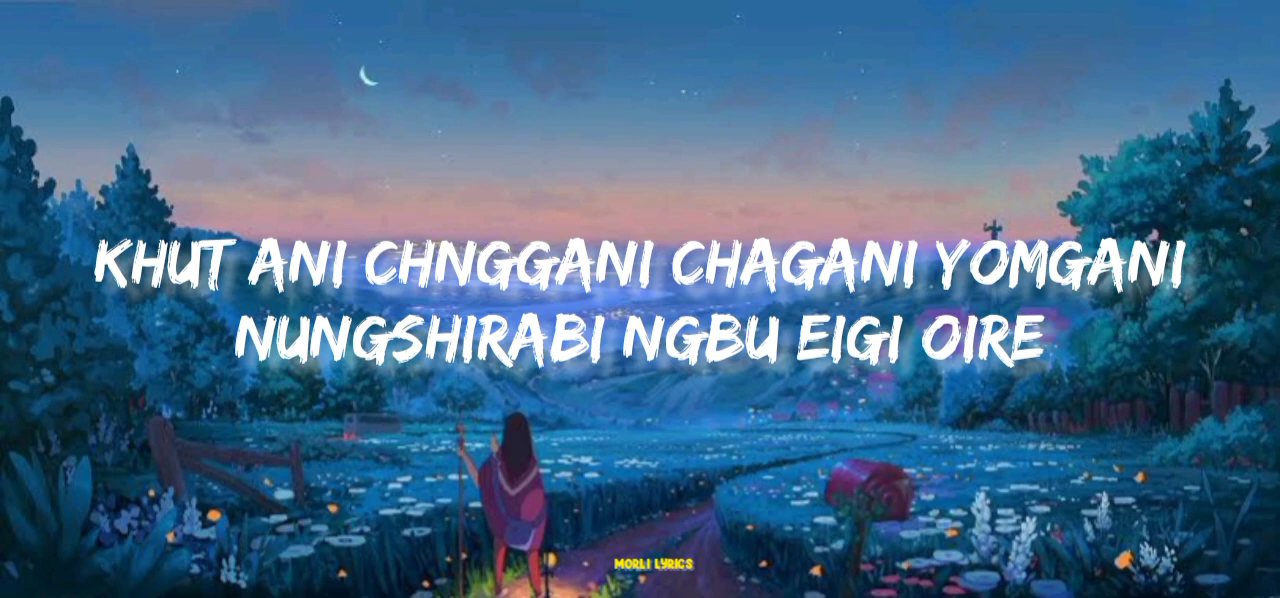 KHUT ANI CHNGGANI CHAGANI YOMGANI
NUNGSHIRABI NGBU EIGI OIRE
MORLI LYRICS